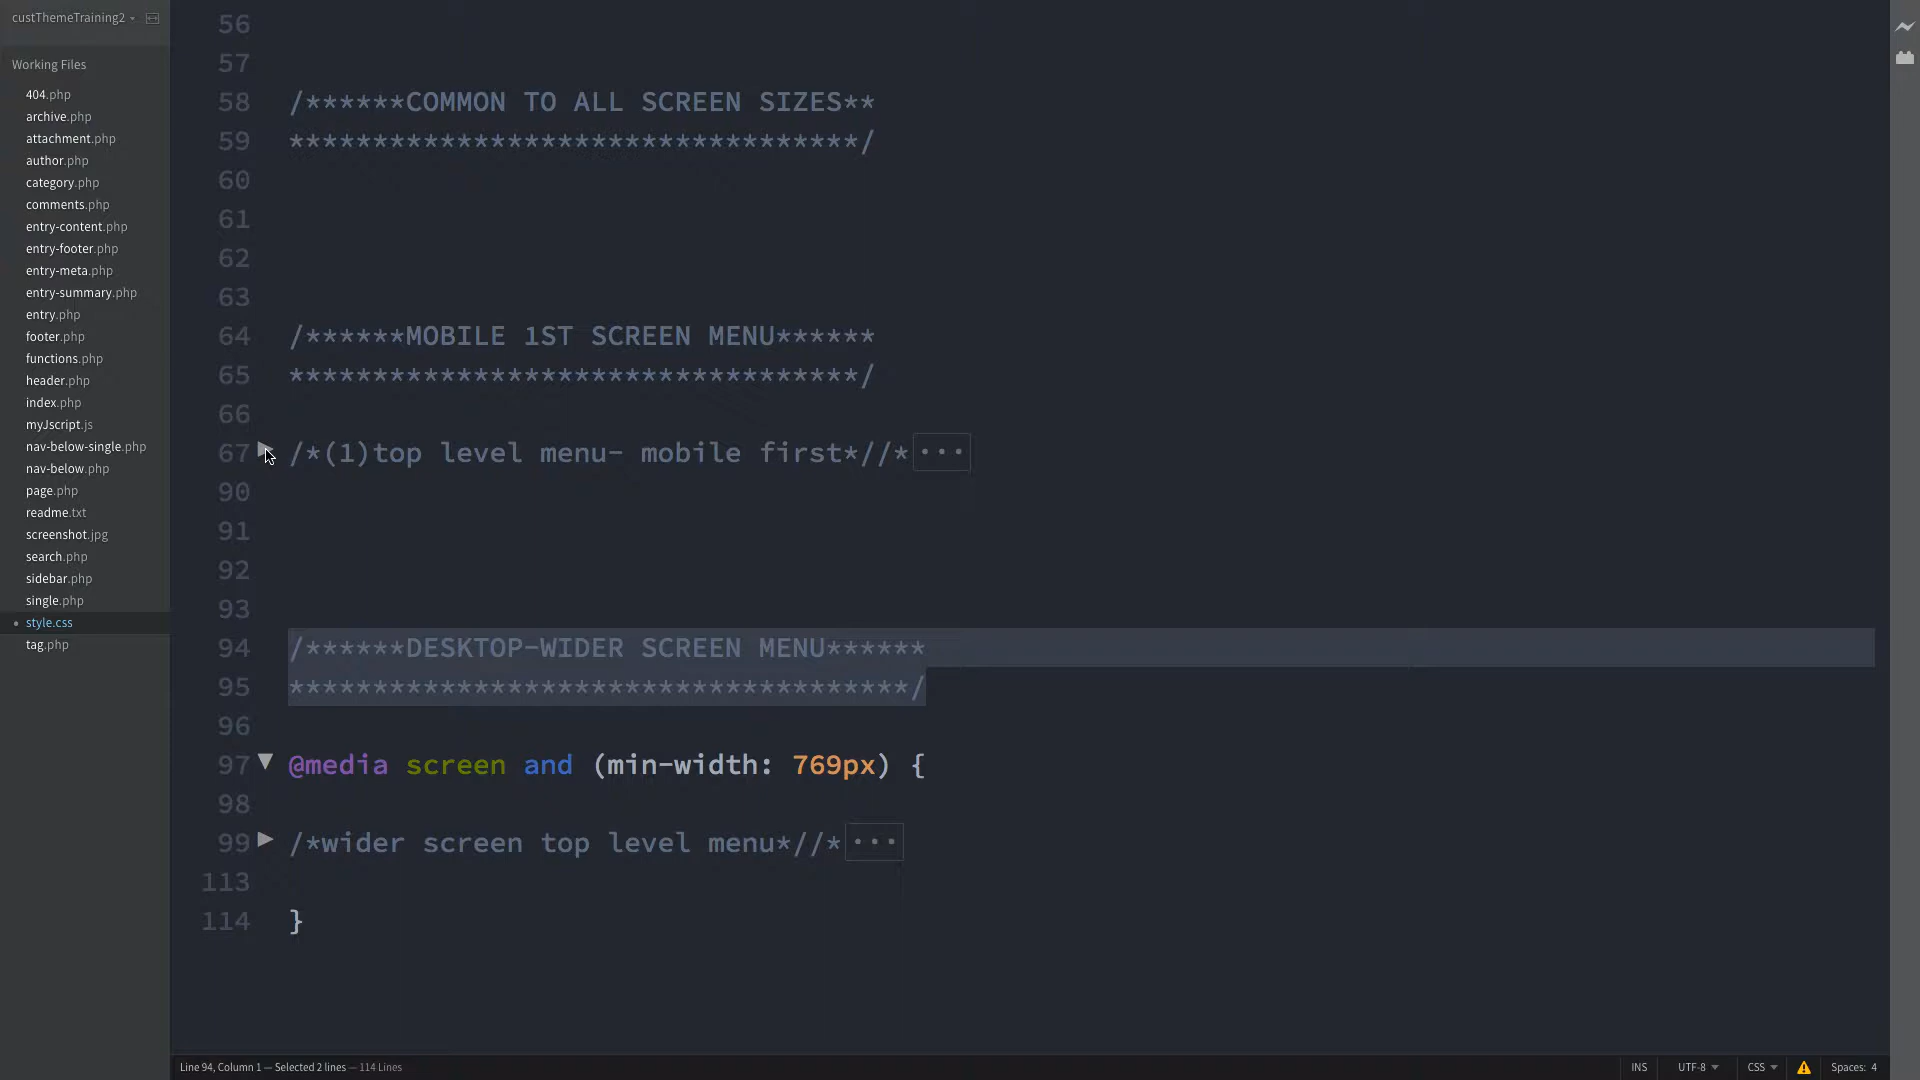 custThemeTraining2
Working Files
404.php
archive.php
attachment.php
author.php
category.php
comments.php
entry-content.php
entry-footer.php
entry-meta.php
entry-summary.php
entry.php
footer.php
functions.php
header.php
index.php
myJscript.js
nav-below-single.php
nav-below.php
page.php
readme.txt
screenshot.jpg
search.php
sidebar.php
single.php
style.css
tag.php
56
57
58 /******COMMON TO ALL SCREEN SIZES**
59 **********************************/
60
61
62
63
64 /******MOBILE 1ST SCREEN MENU******
65 **********************************/
66
67 /*(1)top level menu- mobile first*//*...
90
91
92
93
94 /******DESKTOP-WIDER SCREEN MENU******
95 *************************************/
96
97 @media screen and (min-width: 769px) {
98
99 /*wider screen top level menu*//*...
113
114 }
Line 94, Column 1 — Selected 2 lines — 114 Lines
INS UTF-8 CSS Spaces: 4